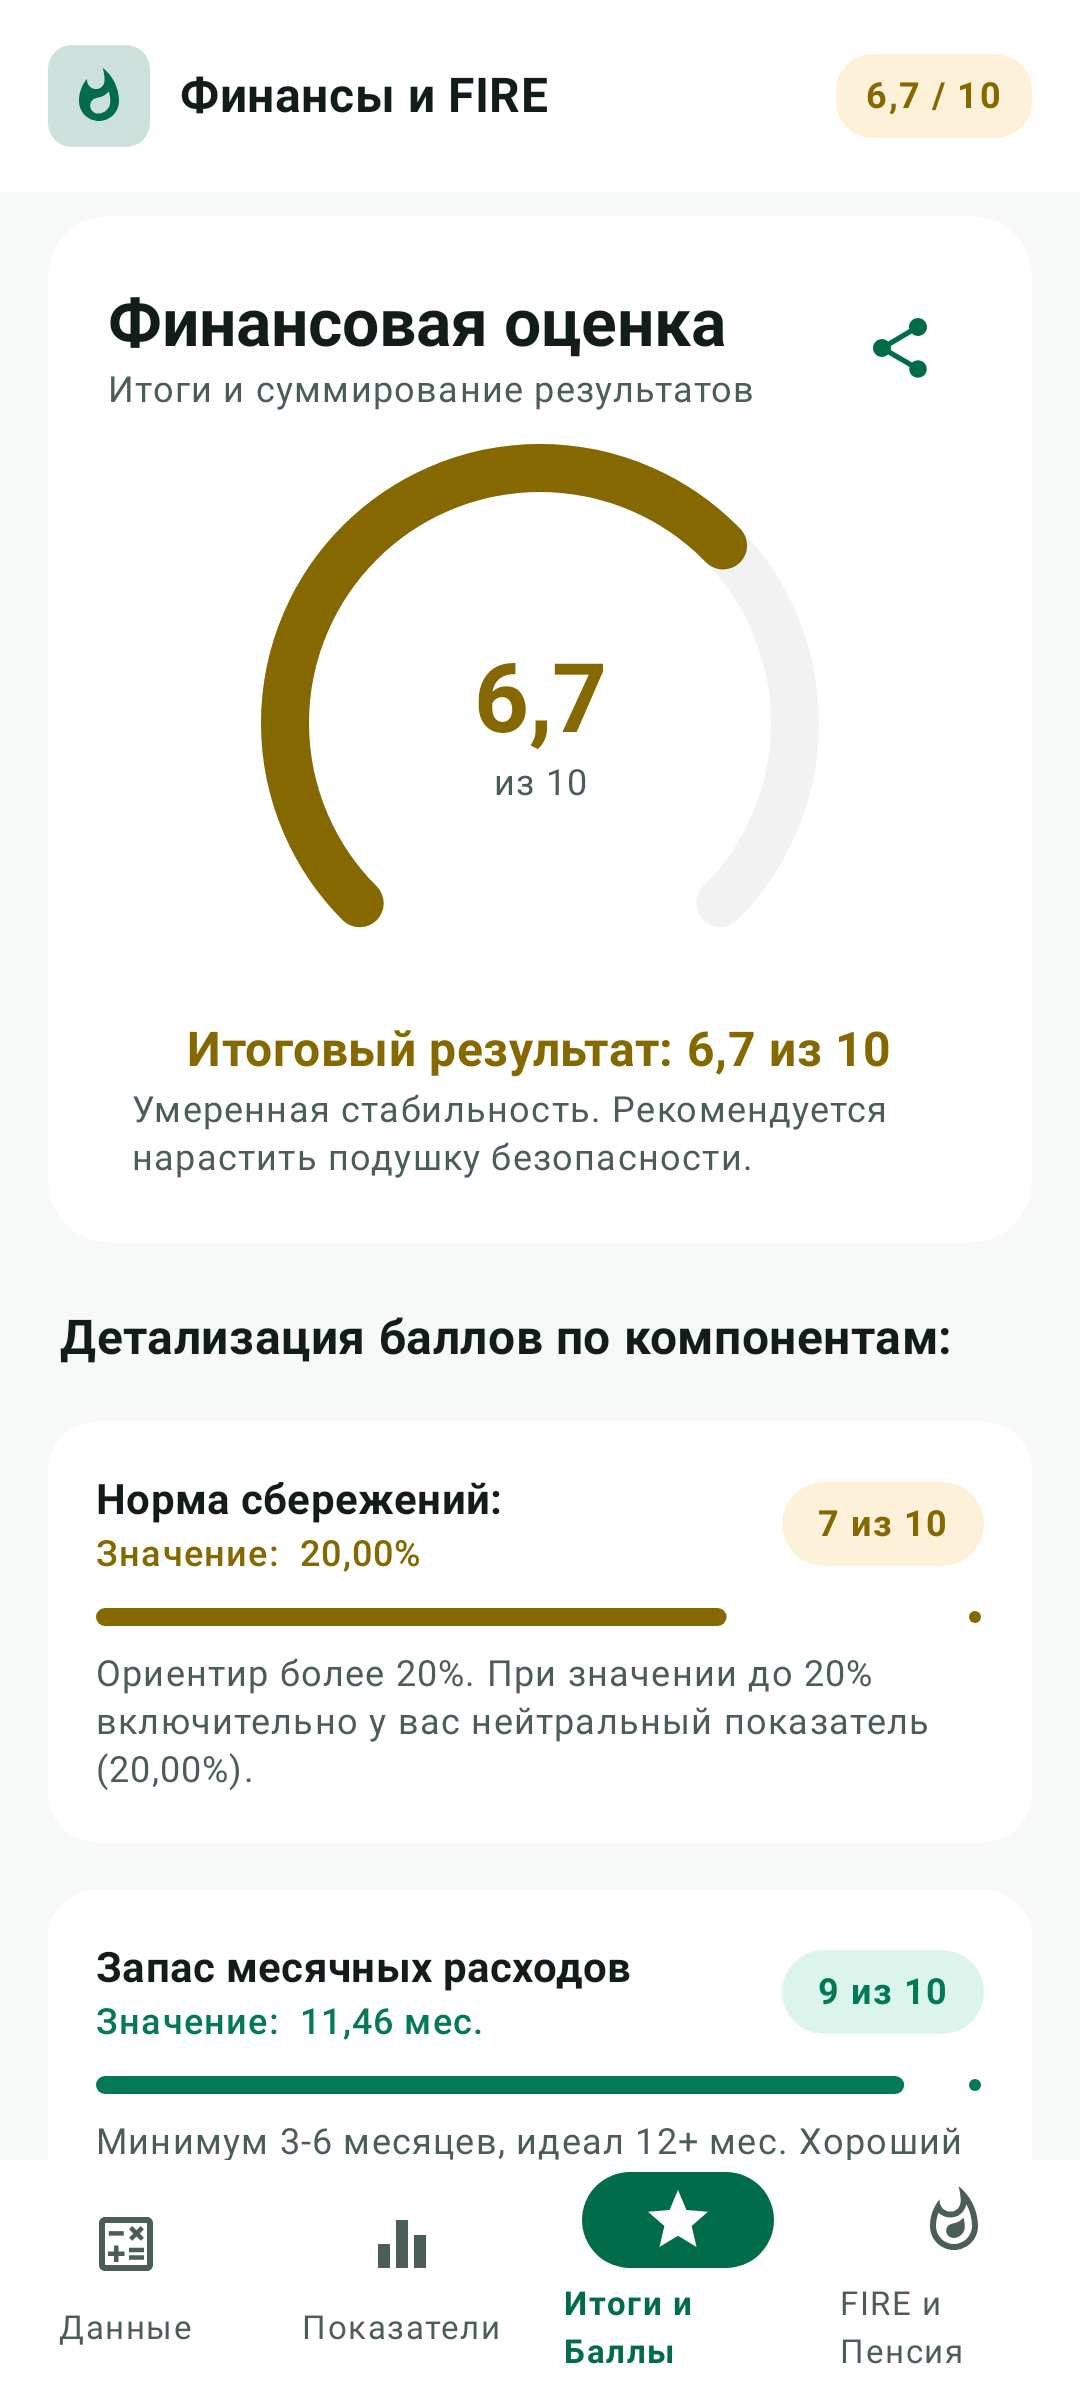 Финансы и FIRE
6,7 / 10
Финансовая оценка
Итоги и суммирование результатов
6,7
из 10
Итоговый результат: 6,7 из 10
Умеренная стабильность. Рекомендуется
нарастить подушку безопасности.
Детализация баллов по компонентам:
Норма сбережений:
7 из 10
Значение: 20,00%
Ориентир более 20%. При значении до 20%
включительно у вас нейтральный показатель
(20,00%).
Запас месячных расходов
9 из 10
Значение: 11,46 мес.
Минимум 3-6 месяцев, идеал 12+ мес. Хороший
Данные
Показатели
Итоги и
Баллы
FIRE и
Пенсия